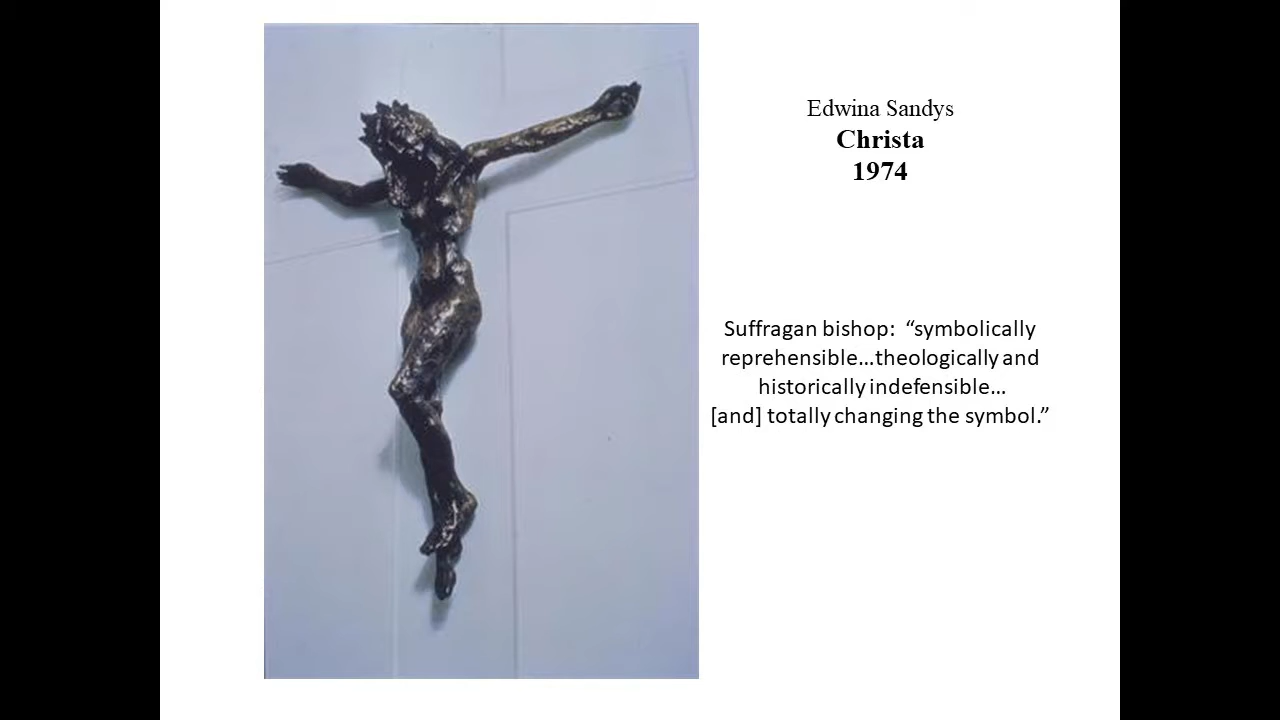 Edwina Sandys
Christa
1974
Suffragan bishop:  “symbolically
reprehensible…theologically and
historically indefensible…
[and] totally changing the symbol.”